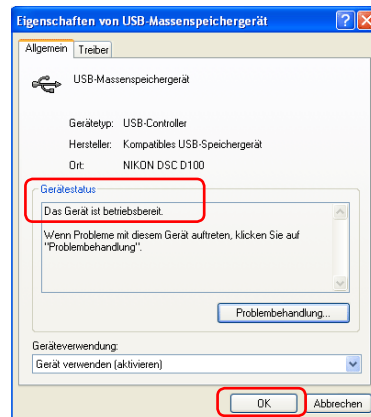 Eigenschaften von USB-Massenspeichergerät
Allgemein Treiber
USB-Massenspeichergerät
Gerätetyp: USB-Controller
Hersteller: Kompatibles USB-Speichergerät
Ort: NIKON DSC D100
Gerätestatus
Das Gerät ist betriebsbereit.
Wenn Probleme mit diesem Gerät auftreten, klicken Sie auf
"Problembehandlung".
Problembehandlung...
Geräteverwendung:
Gerät verwenden (aktivieren)
OK Abbrechen